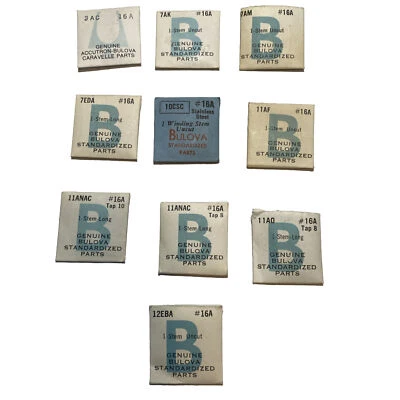 3AC 16A
GENUINE
ACCUTRON-BULOVA
CARAVELLE PARTS
7AK #16A
1-Stem Uncut
B
GENUINE
BULOVA
STANDARDIZED
PARTS
7AM #16A
1-Stem Uncut
B
GENUINE
BULOVA
STANDARDIZED
PARTS
7EDA #16A
1-Stem-Long
B
GENUINE
BULOVA
STANDARDIZED
PARTS
10CSC #16A
Stainless
Steel
1 Winding Stem
Uncut
BULOVA
STANDARDIZED
PARTS
11AF #16A
1-Stem Uncut
B
GENUINE
BULOVA
STANDARDIZED
PARTS
11ANAC #16A
Tap 10
1-Stem-Long
B
GENUINE
BULOVA
STANDARDIZED
PARTS
11ANAC #16A
Tap 8
1-Stem-Long
B
GENUINE
BULOVA
STANDARDIZED
PARTS
11AO #16A
Tap 8
1-Stem-Long
B
GENUINE
BULOVA
STANDARDIZED
PARTS
12EBA #16A
1-Stem Uncut
B
GENUINE
BULOVA
STANDARDIZED
PARTS